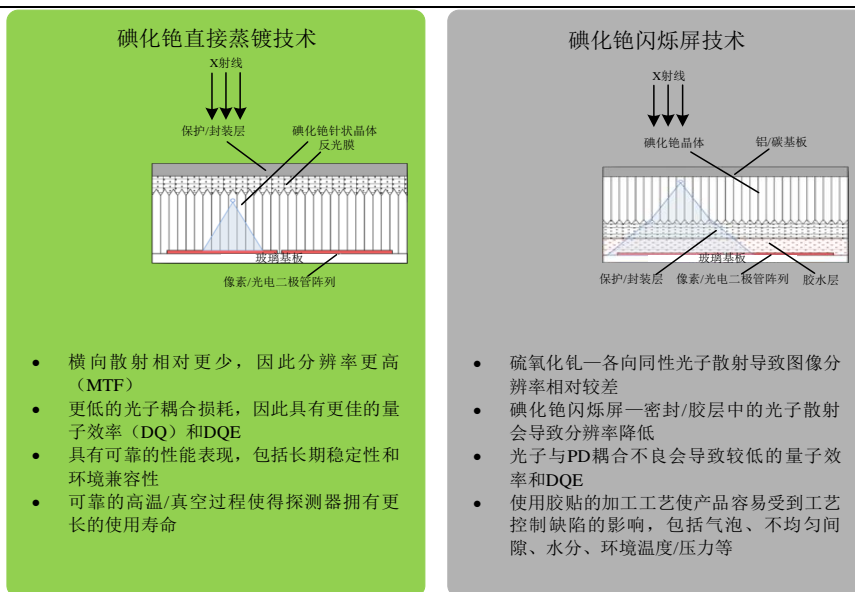 碘化铯直接蒸镀技术
X射线
保护/封装层
碘化铯针状晶体
反光膜
玻璃基板
像素/光电二极管阵列
• 横向散射相对更少，因此分辨率更高
（MTF）
• 更低的光子耦合损耗，因此具有更佳的量
子效率（DQ）和DQE
• 具有可靠的性能表现，包括长期稳定性和
环境兼容性
• 可靠的高温/真空过程使得探测器拥有更
长的使用寿命
碘化铯闪烁屏技术
X射线
碘化铯晶体
铝/碳基板
玻璃基板
保护/封装层
像素/光电二极管阵列
胶水层
• 硫氧化钆—各向同性光子散射导致图像分
辨率相对较差
• 碘化铯闪烁屏—密封/胶层中的光子散射
会导致分辨率降低
• 光子与PD耦合不良会导致较低的量子效
率和DQE
• 使用胶贴的加工工艺使产品容易受到工艺
控制缺陷的影响，包括气泡、不均匀间
隙、水分、环境温度/压力等